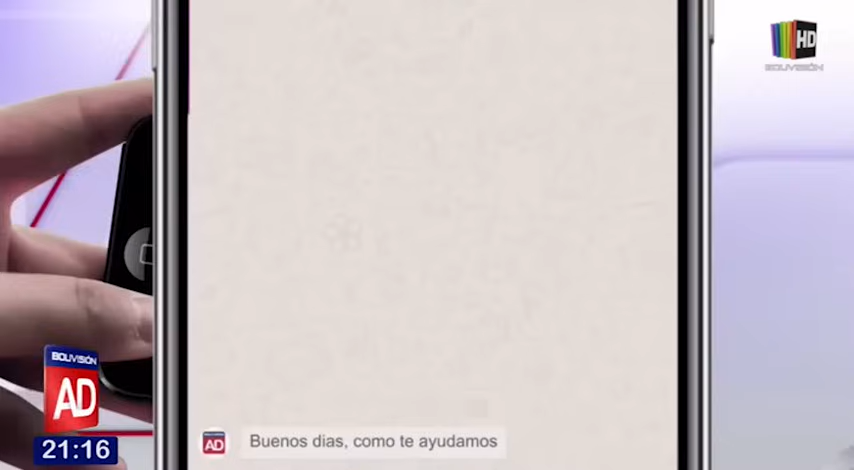 HD
BOLIVISIÓN
BOLIVISIÓN
AD
21:16
AD
Buenos dias, como te ayudamos